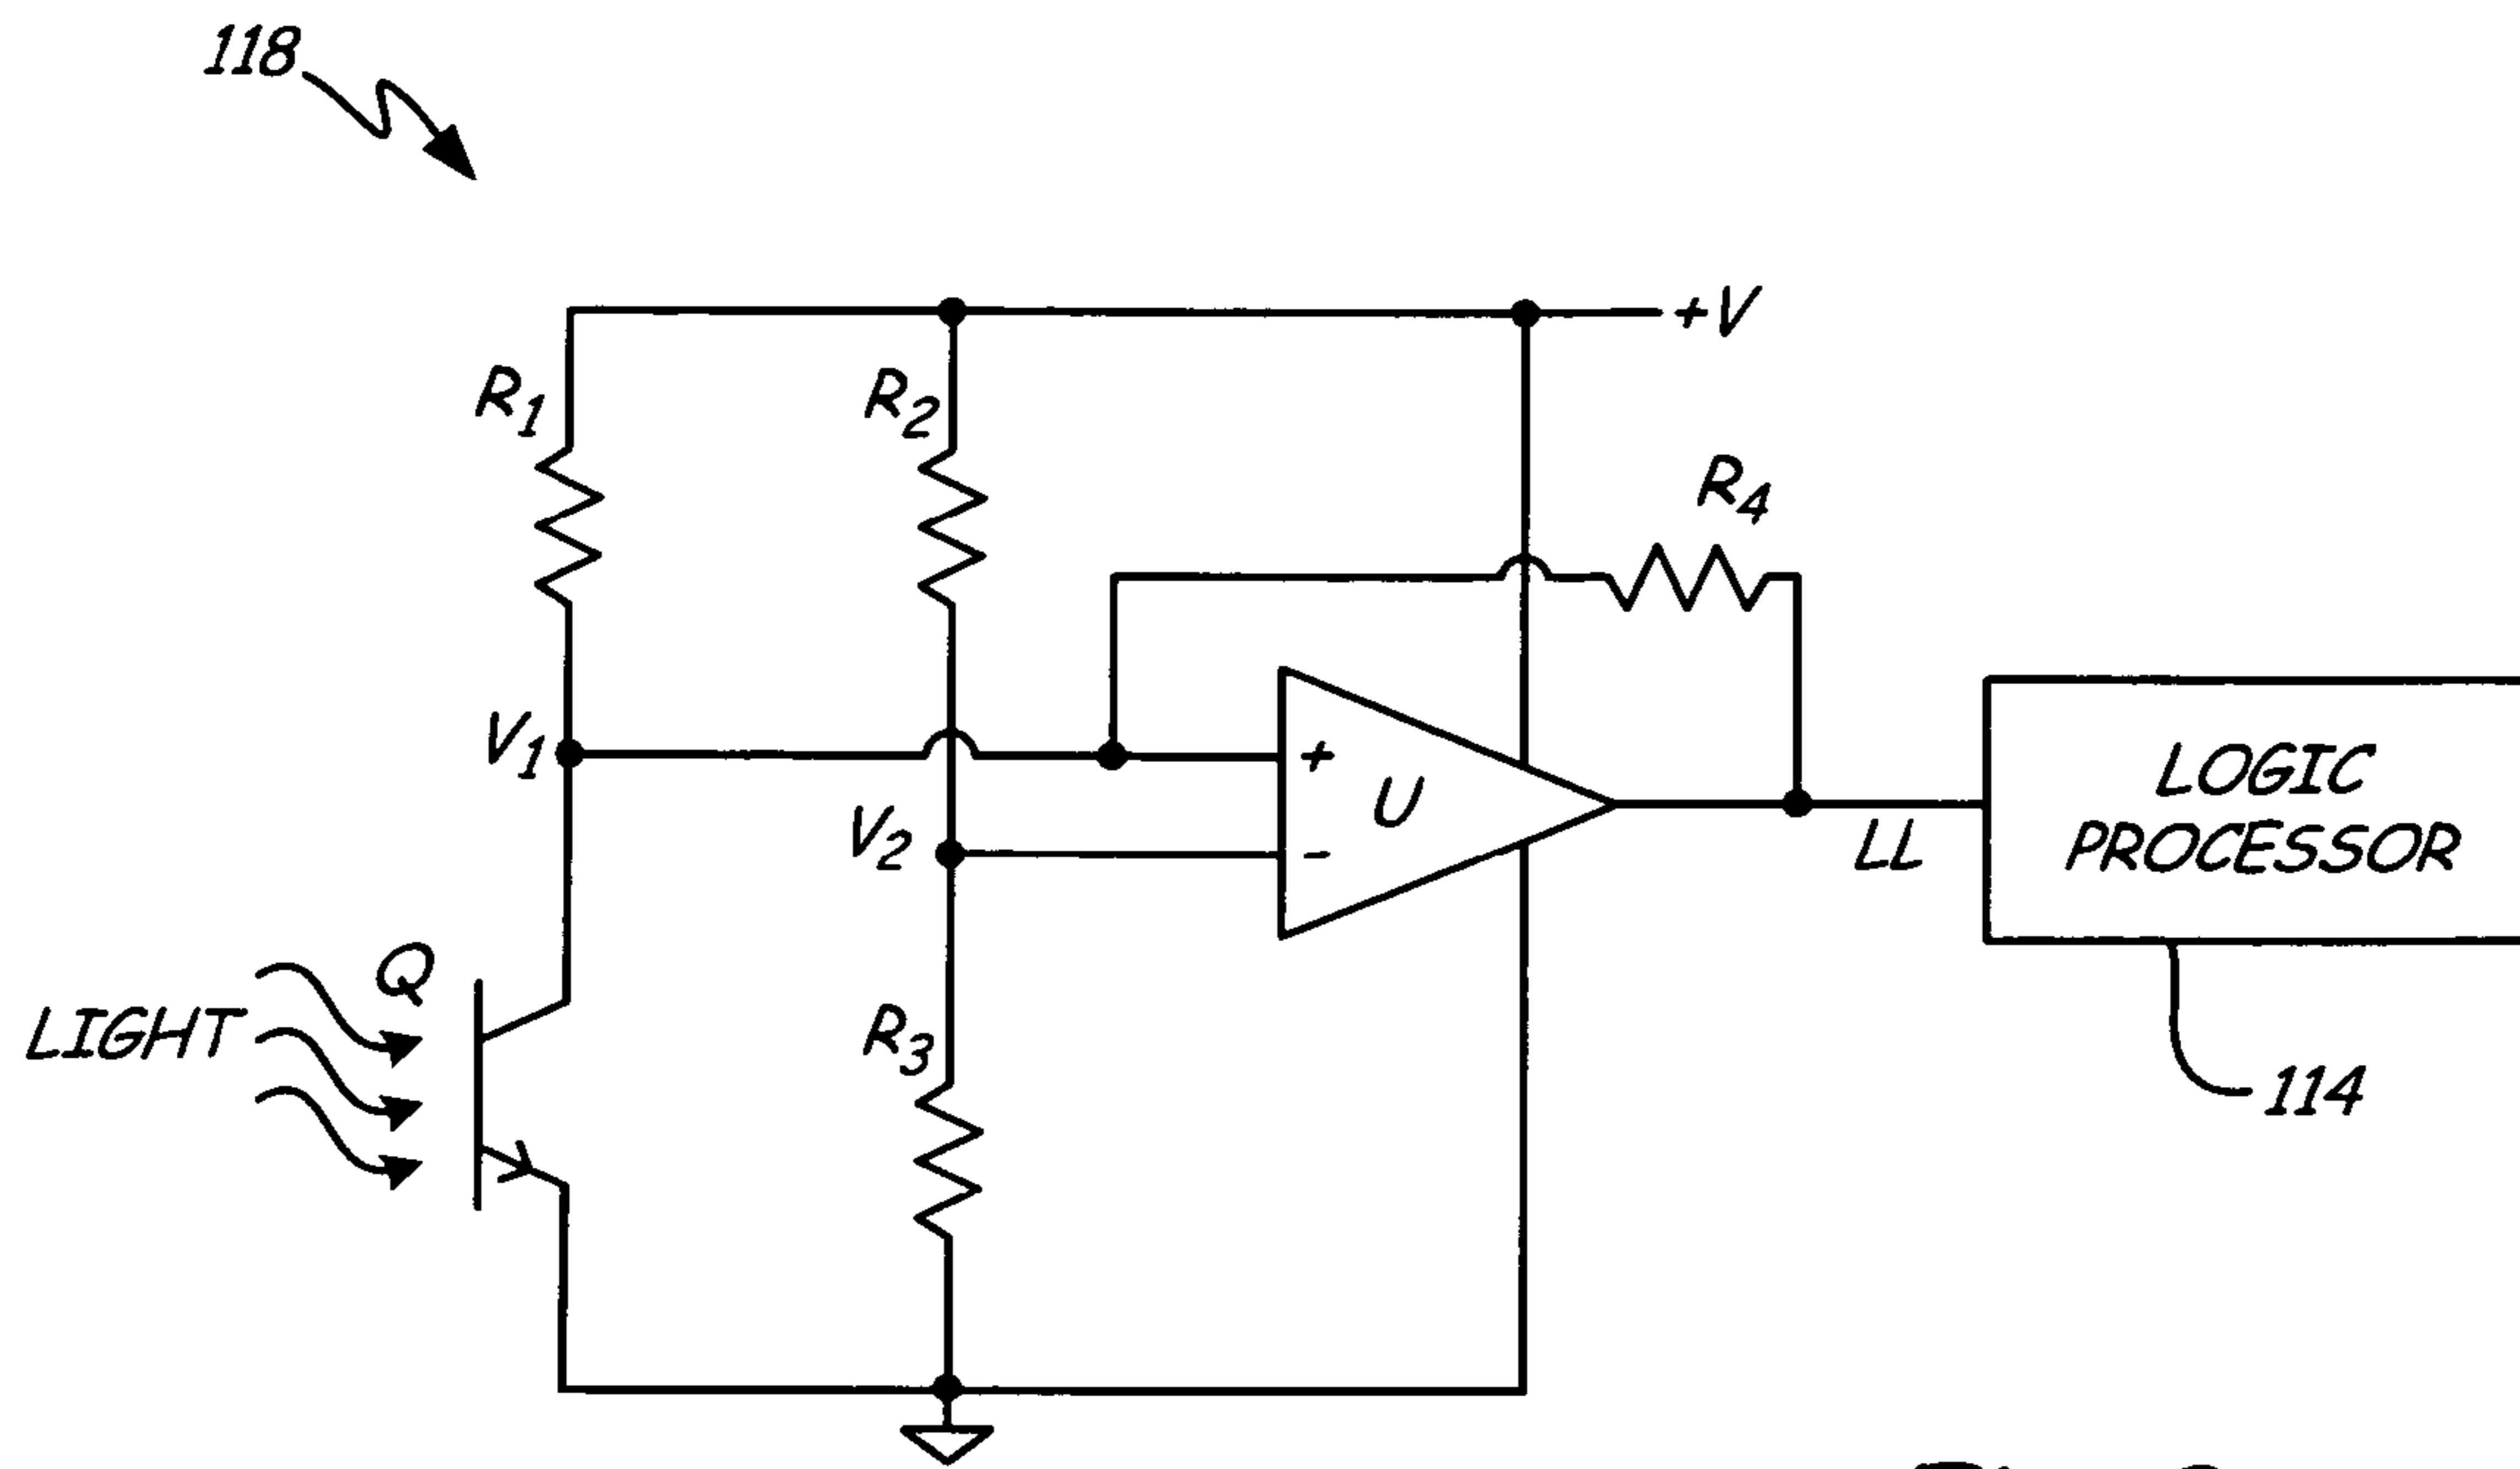 118
+V
R1
R2
R4
V1
+
U
V2
-
LL
LOGIC
PROCESSOR
Q
LIGHT
R3
114